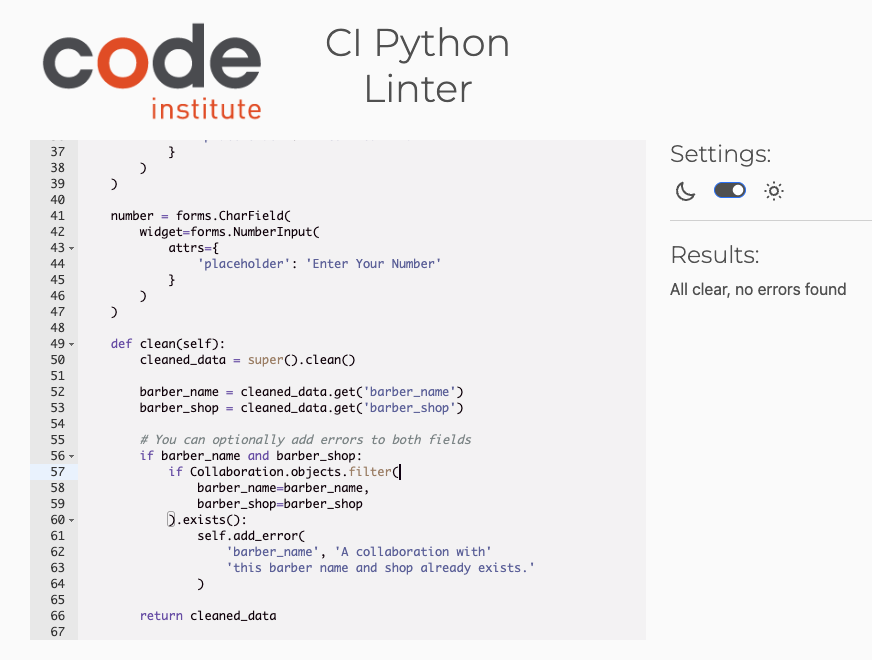 code
institute
CI Python
Linter
37 }
38 )
39 )
40
41 number = forms.CharField(
42 widget=forms.NumberInput(
43 attrs={
44 'placeholder': 'Enter Your Number'
45 }
46 )
47 )
48
49 def clean(self):
50 cleaned_data = super().clean()
51
52 barber_name = cleaned_data.get('barber_name')
53 barber_shop = cleaned_data.get('barber_shop')
54
55 # You can optionally add errors to both fields
56 if barber_name and barber_shop:
57 if Collaboration.objects.filter(
58 barber_name=barber_name,
59 barber_shop=barber_shop
60 ).exists():
61 self.add_error(
62 'barber_name', 'A collaboration with'
63 'this barber name and shop already exists.'
64 )
65
66 return cleaned_data
67
Settings:
Results:
All clear, no errors found